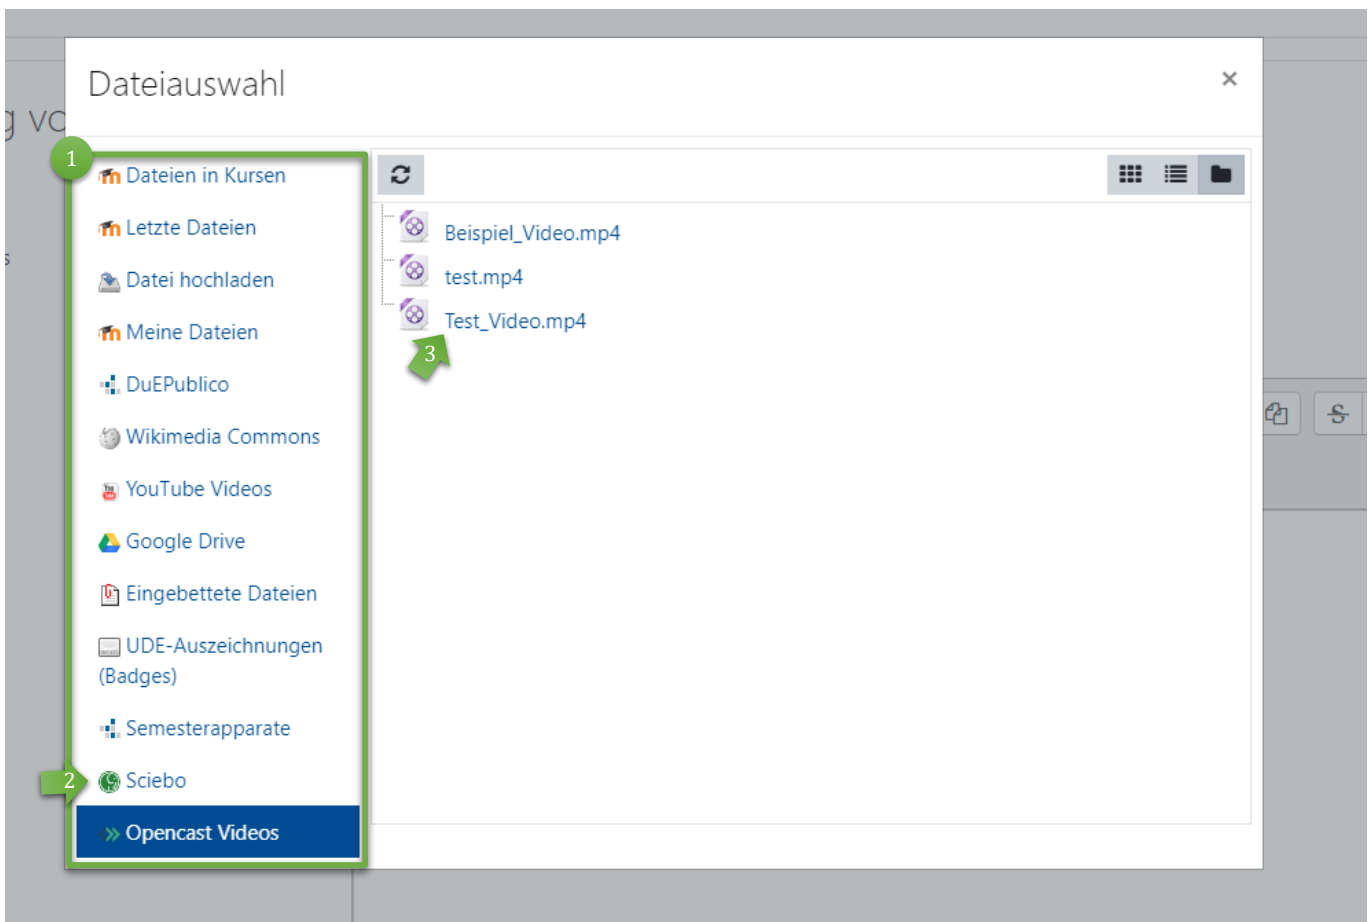 Dateiauswahl
×
g vo
1
Dateien in Kursen
Letzte Dateien
Datei hochladen
Meine Dateien
DuEPublico
Wikimedia Commons
YouTube Videos
Google Drive
Eingebettete Dateien
UDE-Auszeichnungen
(Badges)
Semesterapparate
2
Sciebo
Opencast Videos
s
Beispiel_Video.mp4
test.mp4
Test_Video.mp4
3
S